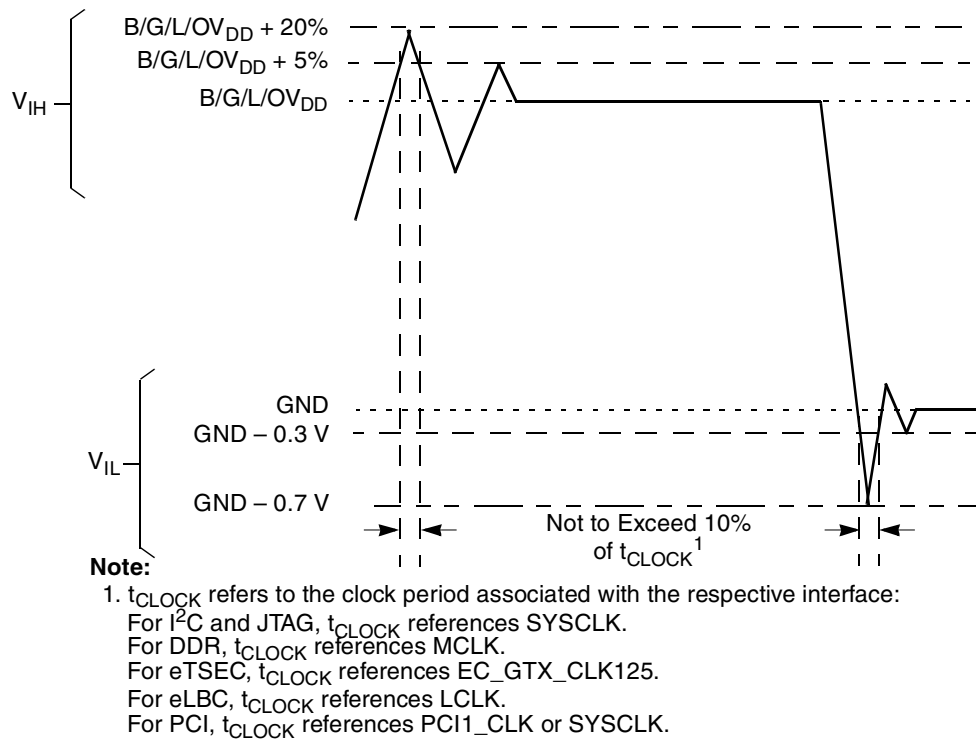 B/G/L/OVDD + 20%
B/G/L/OVDD + 5%
B/G/L/OVDD
VIH
GND
GND – 0.3 V
VIL
GND – 0.7 V
Not to Exceed 10%
of tCLOCK1
Note:
1. tCLOCK refers to the clock period associated with the respective interface:
For I2C and JTAG, tCLOCK references SYSCLK.
For DDR, tCLOCK references MCLK.
For eTSEC, tCLOCK references EC_GTX_CLK125.
For eLBC, tCLOCK references LCLK.
For PCI, tCLOCK references PCI1_CLK or SYSCLK.